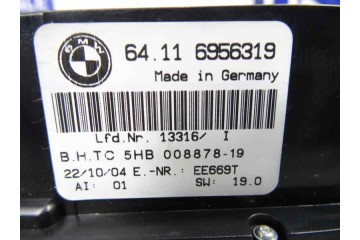 BMW
64.11 6956319
Made in Germany
Lfd.Nr. 13316/ I
B.H.TC 5HB 008878-19
22/10/04 E.-NR.: EE669T
AI: 01 SW: 19.0